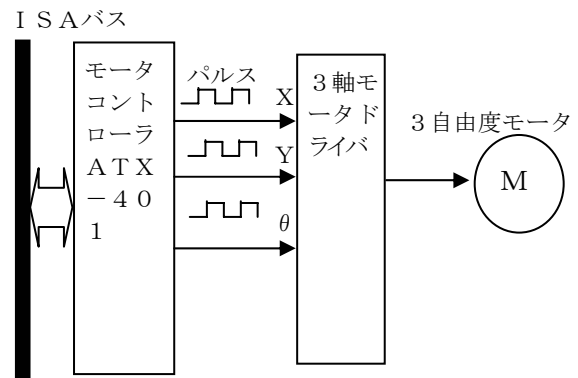 ＩＳＡバス
モータ
コント
ローラ
ＡＴＸ
－４０
１
パルス
X
Y
θ
３軸モ
ータド
ライバ
３自由度モータ
M